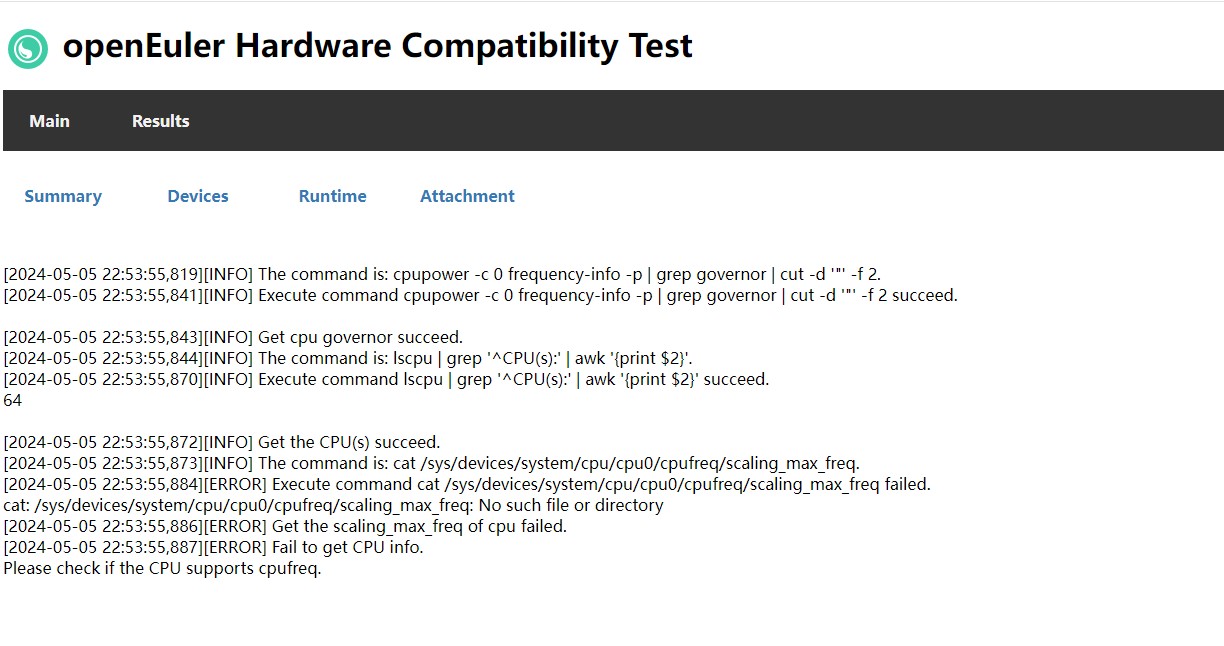 openEuler Hardware Compatibility Test
Main Results
Summary Devices Runtime Attachment
[2024-05-05 22:53:55,819][INFO] The command is: cpupower -c 0 frequency-info -p | grep governor | cut -d '"' -f 2.
[2024-05-05 22:53:55,841][INFO] Execute command cpupower -c 0 frequency-info -p | grep governor | cut -d '"' -f 2 succeed.
[2024-05-05 22:53:55,843][INFO] Get cpu governor succeed.
[2024-05-05 22:53:55,844][INFO] The command is: lscpu | grep '^CPU(s):' | awk '{print $2}'.
[2024-05-05 22:53:55,870][INFO] Execute command lscpu | grep '^CPU(s):' | awk '{print $2}' succeed.
64
[2024-05-05 22:53:55,872][INFO] Get the CPU(s) succeed.
[2024-05-05 22:53:55,873][INFO] The command is: cat /sys/devices/system/cpu/cpu0/cpufreq/scaling_max_freq.
[2024-05-05 22:53:55,884][ERROR] Execute command cat /sys/devices/system/cpu/cpu0/cpufreq/scaling_max_freq failed.
cat: /sys/devices/system/cpu/cpu0/cpufreq/scaling_max_freq: No such file or directory
[2024-05-05 22:53:55,886][ERROR] Get the scaling_max_freq of cpu failed.
[2024-05-05 22:53:55,887][ERROR] Fail to get CPU info.
Please check if the CPU supports cpufreq.